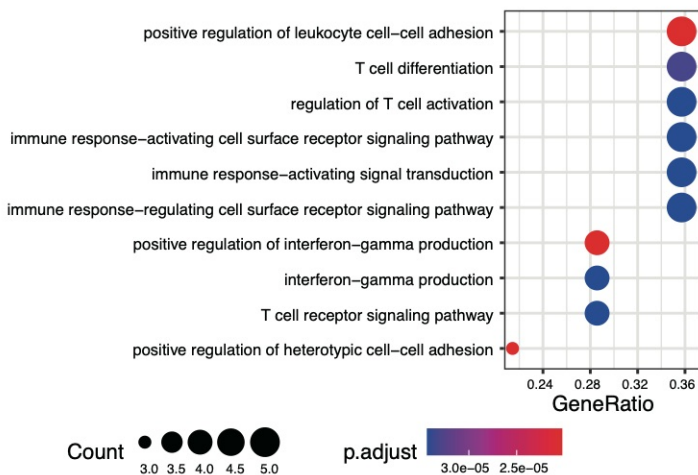 positive regulation of leukocyte cell−cell adhesion
T cell differentiation
regulation of T cell activation
immune response−activating cell surface receptor signaling pathway
immune response−activating signal transduction
immune response−regulating cell surface receptor signaling pathway
positive regulation of interferon−gamma production
interferon−gamma production
T cell receptor signaling pathway
positive regulation of heterotypic cell−cell adhesion
0.24 0.28 0.32 0.36
GeneRatio
Count
3.0 3.5 4.0 4.5 5.0
p.adjust
3.0e−05 2.5e−05